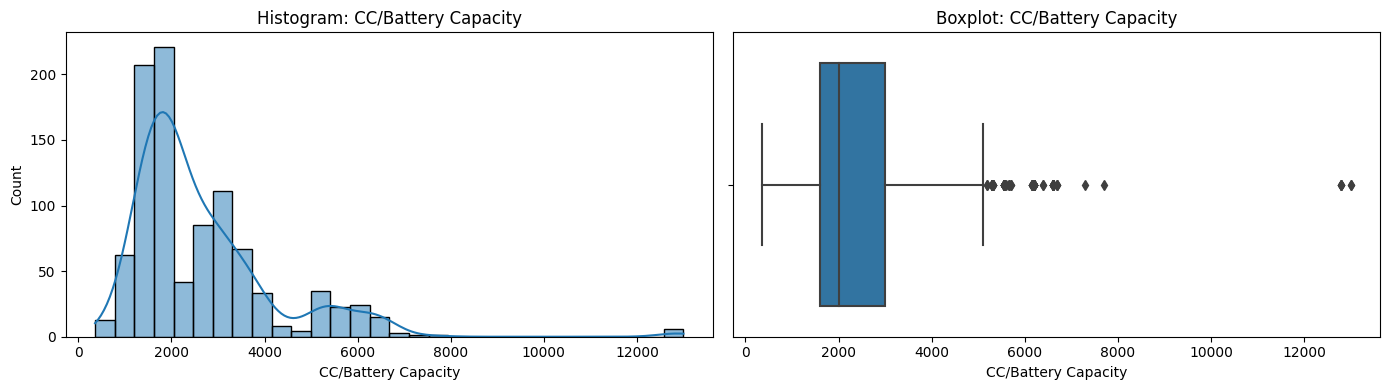 Histogram: CC/Battery Capacity
Count
200
150
100
50
0
0 2000 4000 6000 8000 10000 12000
CC/Battery Capacity
Boxplot: CC/Battery Capacity
0 2000 4000 6000 8000 10000 12000
CC/Battery Capacity